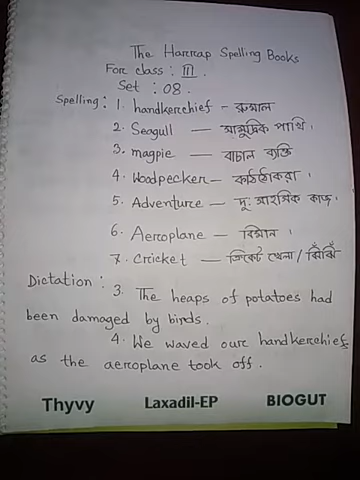 The Harrap Spelling Books
For class : III.
Set : 08.
Spelling : 1. handkerchief - রুমাল
2. Seagull — সামুদ্রিক পাখি।
3. magpie — বাচাল ব্যক্তি
4. Woodpecker - কাঠঠোকরা।
5. Adventure — দুঃসাহসিক কাজ।
6. Aeroplane - বিমান।
7. Cricket — ক্রিকেট খেলা / ঝিঁঝিঁ
Dictation : 3. The heaps of potatoes had
been damaged by birds.
4. We waved our handkerchiefs
as the aeroplane took off.
Thyvy Laxadil-EP BIOGUT